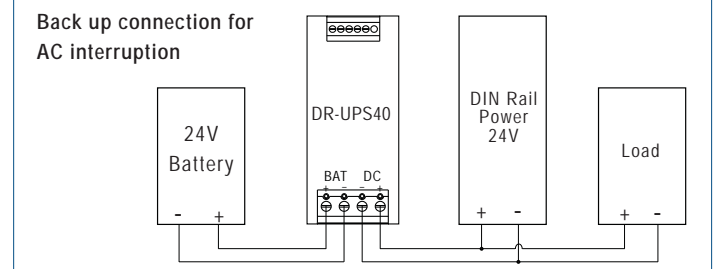 Back up connection for
AC interruption
24V
Battery
- +
DR-UPS40
BAT DC
+ - - +
DIN Rail
Power
24V
+ -
Load
+ -